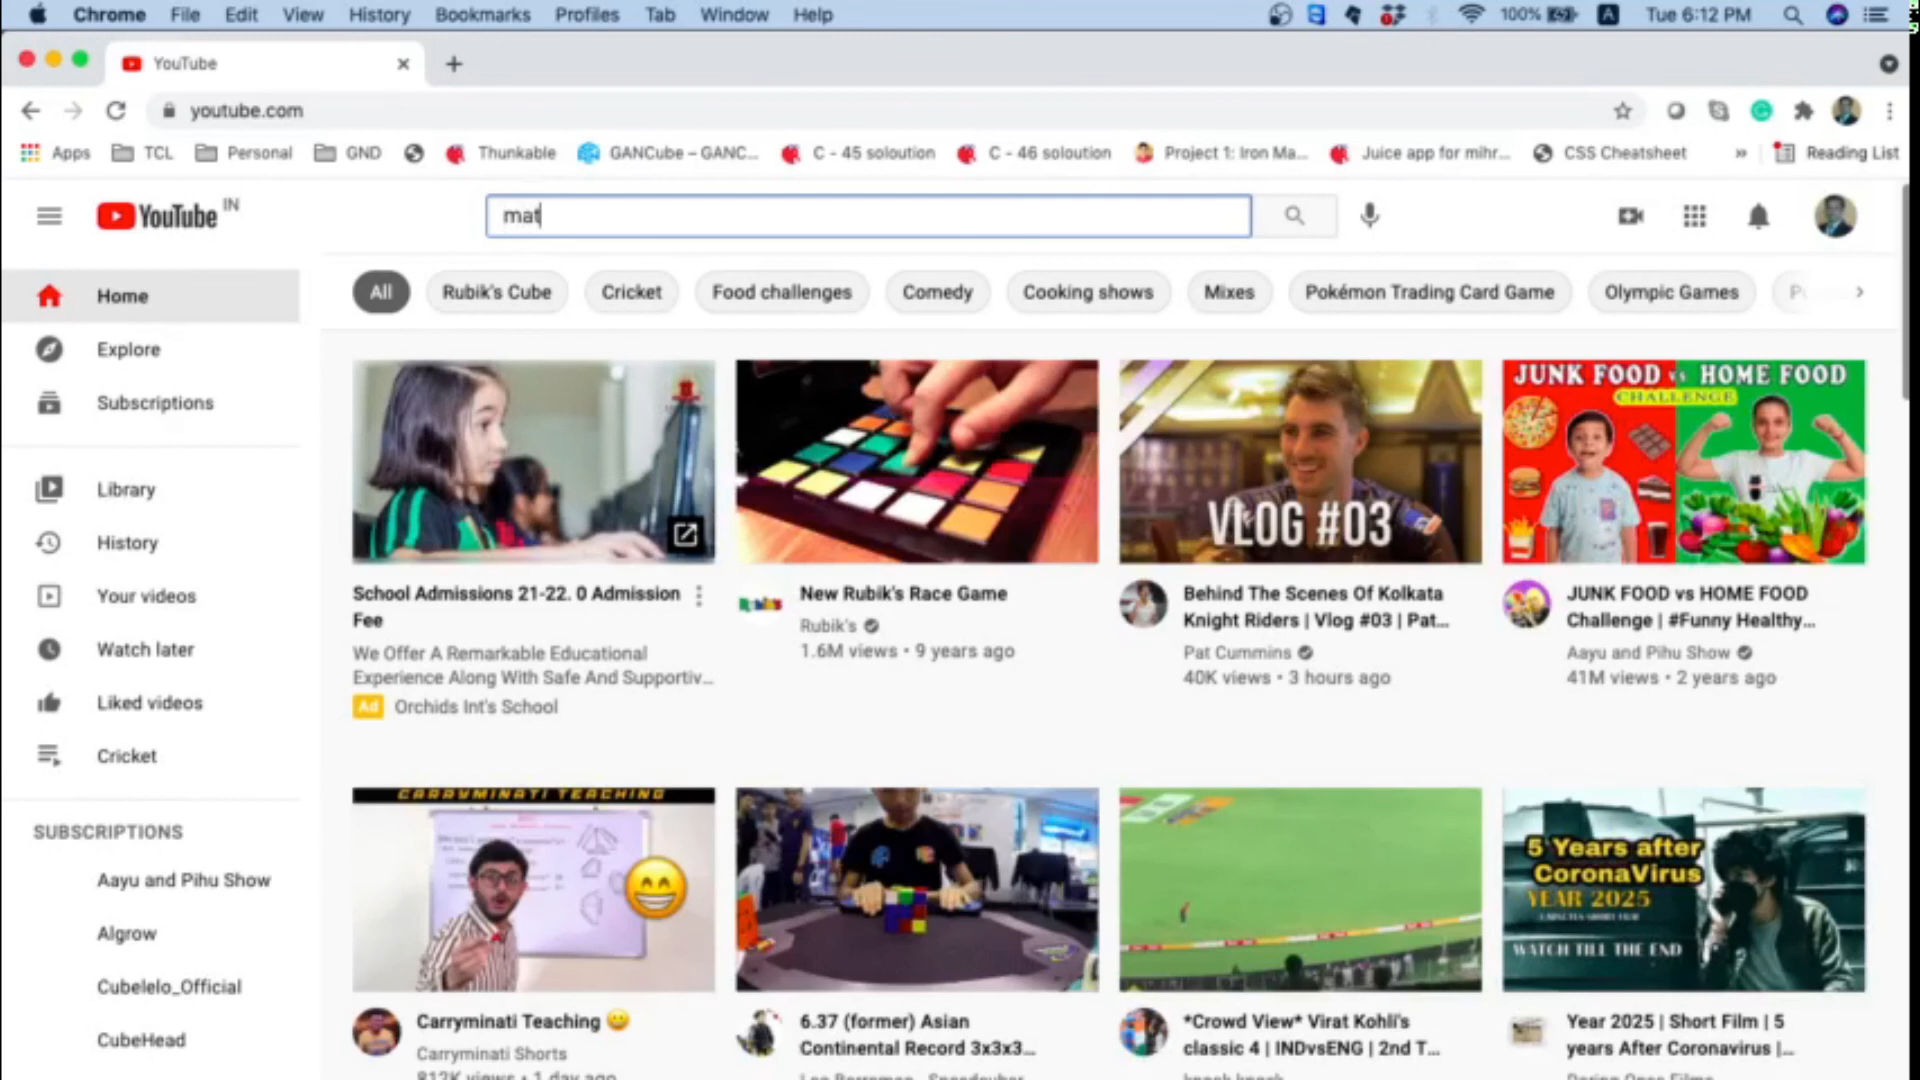 Chrome File Edit View History Bookmarks Profiles Tab Window Help 100% A Tue 6:12 PM
YouTube
youtube.com
Apps TCL Personal GND Thunkable GANCube – GANC... C - 45 soloution C - 46 soloution Project 1: Iron Ma... Juice app for mihr... CSS Cheatsheet » Reading List
YouTube IN
mat
All Rubik's Cube Cricket Food challenges Comedy Cooking shows Mixes Pokémon Trading Card Game Olympic Games
Home
Explore
Subscriptions
Library
History
Your videos
Watch later
Liked videos
Cricket
SUBSCRIPTIONS
Aayu and Pihu Show
Algrow
Cubelelo_Official
CubeHead
VLOG #03
JUNK FOOD vs HOME FOOD
CHALLENGE
School Admissions 21-22. 0 Admission
Fee
We Offer A Remarkable Educational
Experience Along With Safe And Supportiv...
Ad Orchids Int's School
New Rubik's Race Game
Rubik's
1.6M views • 9 years ago
Behind The Scenes Of Kolkata
Knight Riders | Vlog #03 | Pat...
Pat Cummins
40K views • 3 hours ago
JUNK FOOD vs HOME FOOD
Challenge | #Funny Healthy...
Aayu and Pihu Show
41M views • 2 years ago
CARRYMINATI TEACHING
5 Years after
CoronaVirus
YEAR 2025
WATCH TILL THE END
Carryminati Teaching
Carryminati Shorts
812K views • 1 day ago
6.37 (former) Asian
Continental Record 3x3x3...
*Crowd View* Virat Kohli's
classic 4 | INDvsENG | 2nd T...
Year 2025 | Short Film | 5
years After Coronavirus |...